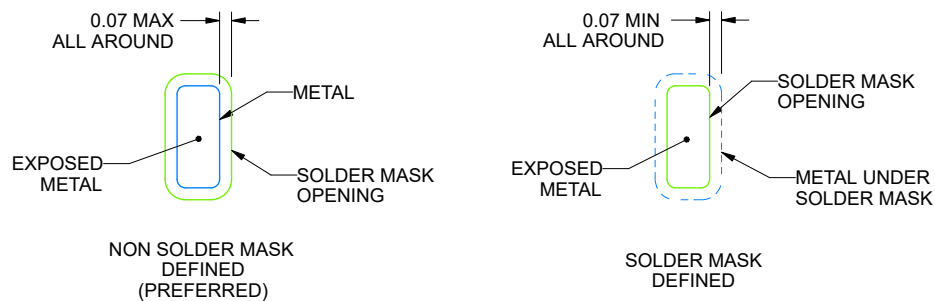 0.07 MAX
ALL AROUND
METAL
EXPOSED
METAL
SOLDER MASK
OPENING
NON SOLDER MASK
DEFINED
(PREFERRED)
0.07 MIN
ALL AROUND
SOLDER MASK
OPENING
EXPOSED
METAL
METAL UNDER
SOLDER MASK
SOLDER MASK
DEFINED